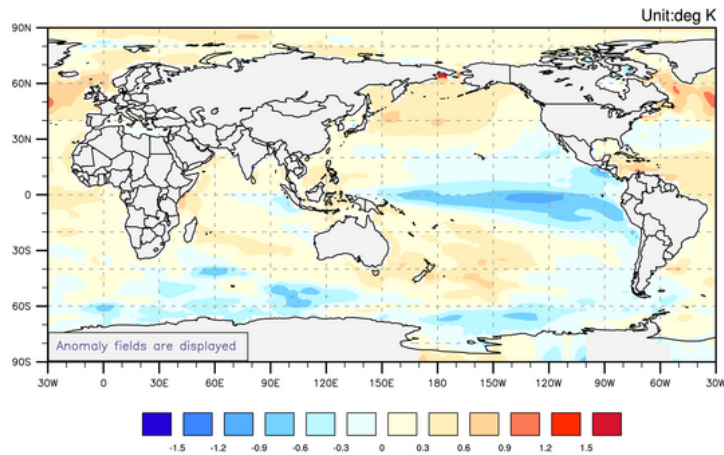 Unit:deg K
90N
60N
30N
0
30S
60S
90S
Anomaly fields are displayed
30W 0 30E 60E 90E 120E 150E 180 150W 120W 90W 60W 30W
-1.5 -1.2 -0.9 -0.6 -0.3 0 0.3 0.6 0.9 1.2 1.5